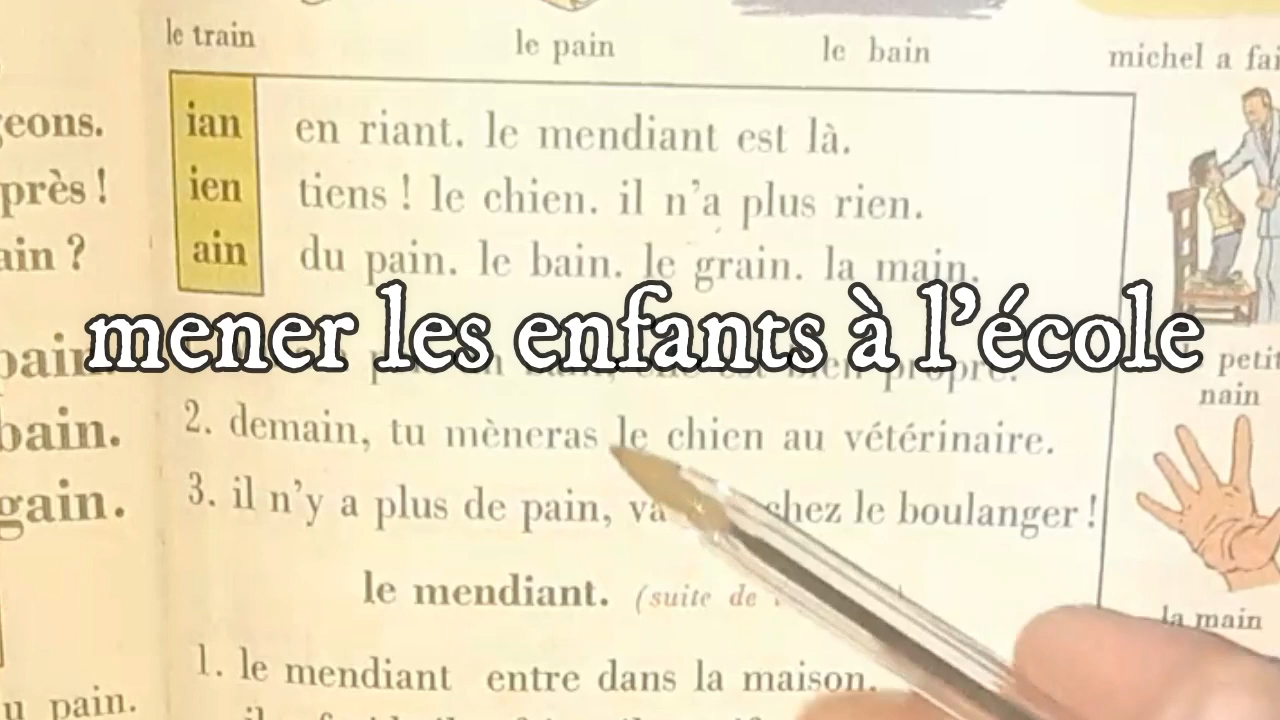 le train
le pain
le bain
michel a fai
eons.
près !
ain ?
pain.
bain.
gain.
u pain.
ian en riant. le mendiant est là.
ien tiens ! le chien. il n'a plus rien.
ain du pain. le bain. le grain. la main.
mener les enfants à l'école
propre.
2. demain, tu mèneras le chien au vétérinaire.
3. il n'y a plus de pain, va chez le boulanger !
le mendiant. (suite de
1. le mendiant entre dans la maison.
petit
nain
la main